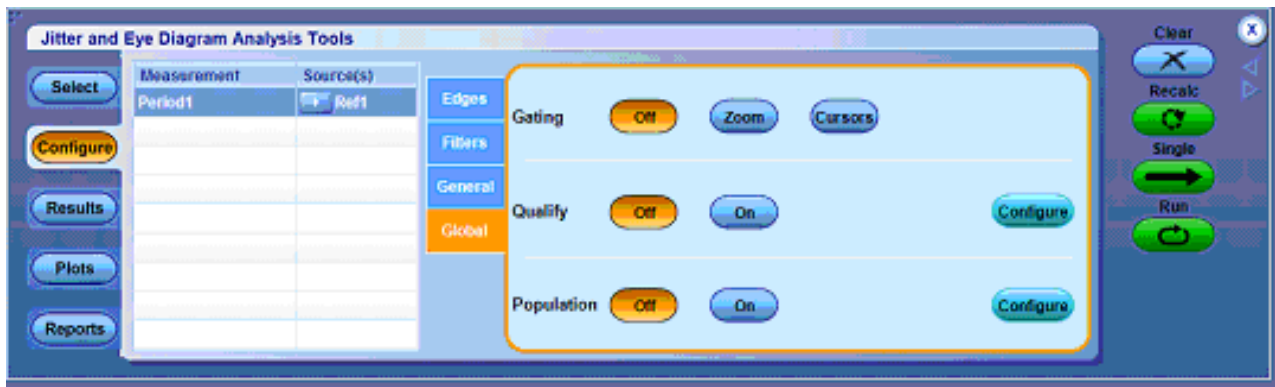 Jitter and Eye Diagram Analysis Tools
Select
Configure
Results
Plots
Reports
Measurement Source(s)
Period1 Ref1
Edges
Filters
General
Global
Gating Off Zoom Cursors
Qualify Off On Configure
Population Off On Configure
Clear
X
Recalc
Single
Run